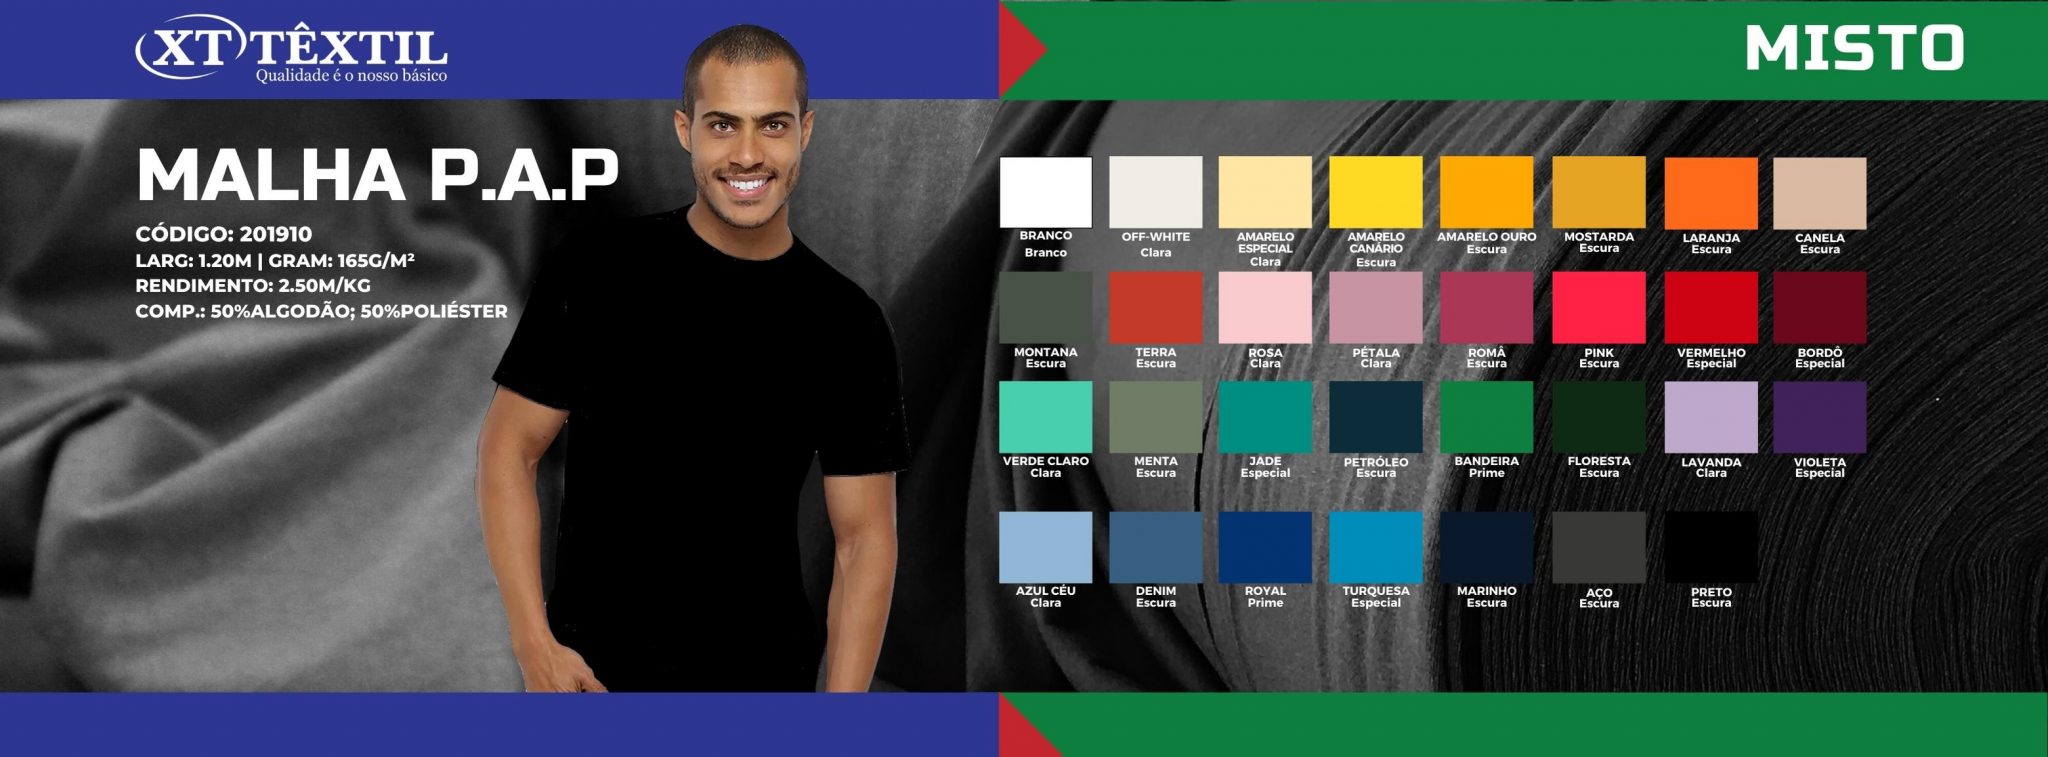 XT TÊXTIL
Qualidade é o nosso básico
MISTO
MALHA P.A.P
CÓDIGO: 201910
LARG: 1.20M | GRAM: 165G/M²
RENDIMENTO: 2.50M/KG
COMP.: 50%ALGODÃO; 50%POLIÉSTER
BRANCO
Branco
OFF-WHITE
Clara
AMARELO
ESPECIAL
Clara
AMARELO
CANÁRIO
Escura
AMARELO OURO
Escura
MOSTARDA
Escura
LARANJA
Escura
CANELA
Escura
MONTANA
Escura
TERRA
Escura
ROSA
Clara
PÉTALA
Clara
ROMÂ
Escura
PINK
Escura
VERMELHO
Especial
BORDÔ
Especial
VERDE CLARO
Clara
MENTA
Escura
JADE
Especial
PETRÓLEO
Escura
BANDEIRA
Prime
FLORESTA
Escura
LAVANDA
Clara
VIOLETA
Especial
AZUL CÉU
Clara
DENIM
Escura
ROYAL
Prime
TURQUESA
Especial
MARINHO
Escura
AÇO
Escura
PRETO
Escura